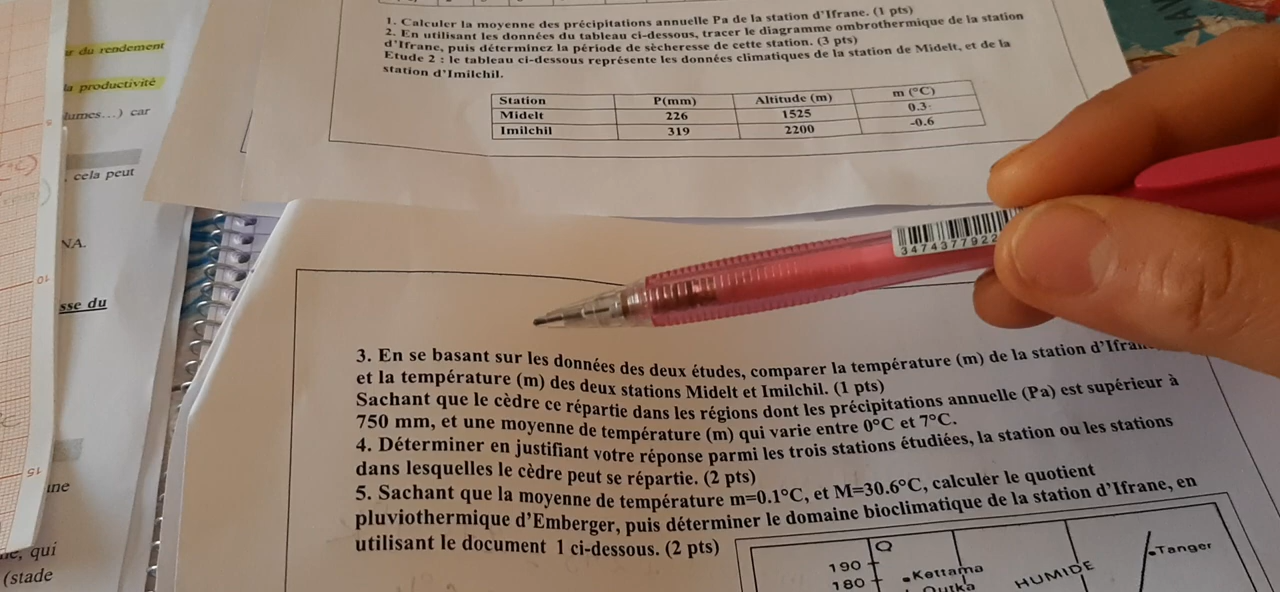 1. Calculer la moyenne des précipitations annuelle Pa de la station d'Ifrane. (1 pts)
2. En utilisant les données du tableau ci-dessous, tracer le diagramme ombrothermique de la station
d'Ifrane, puis déterminez la période de sècheresse de cette station. (3 pts)
Etude 2 : le tableau ci-dessous représente les données climatiques de la station de Midelt, et de la
station d'Imilchil.
Station P(mm) Altitude (m) m (°C)
Midelt 226 1525 0.3
Imilchil 319 2200 -0.6
du rendement
la productivité
car
cela peut
NA.
sse du
ine
qui
(stade
10
15
3474377922
3. En se basant sur les données des deux études, comparer la température (m) de la station
et la température (m) des deux stations Midelt et Imilchil. (1 pts)
Sachant que le cèdre ce répartie dans les régions dont les précipitations annuelle (Pa) est supérieur à
750 mm, et une moyenne de température (m) qui varie entre 0°C et 7°C.
4. Déterminer en justifiant votre réponse parmi les trois stations étudiées, la station ou les stations
dans lesquelles le cèdre peut se répartie. (2 pts)
5. Sachant que la moyenne de température m=0.1°C, et M=30.6°C, calculer le quotient
pluviothermique d'Emberger, puis déterminer le domaine bioclimatique de la station d'Ifrane, en
utilisant le document 1 ci-dessous. (2 pts)
Q
190
180
Kettama
Outka
HUMIDE
Tanger